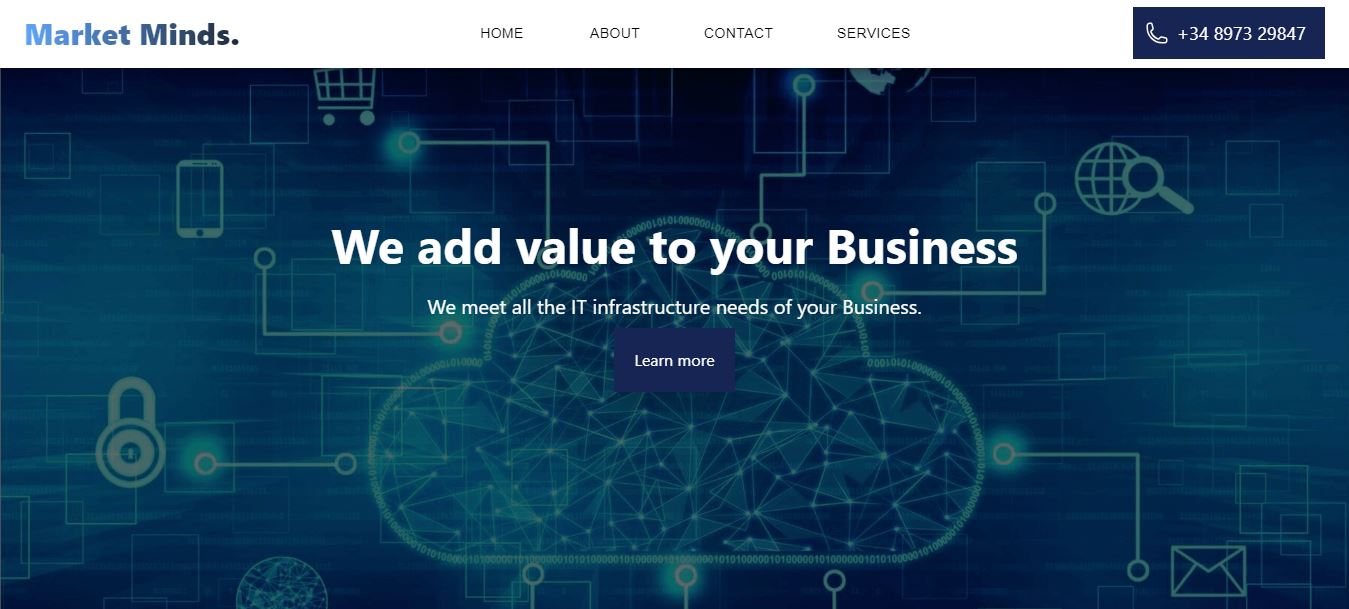 Market Minds.
HOME ABOUT CONTACT SERVICES
+34 8973 29847
We add value to your Business
We meet all the IT infrastructure needs of your Business.
Learn more